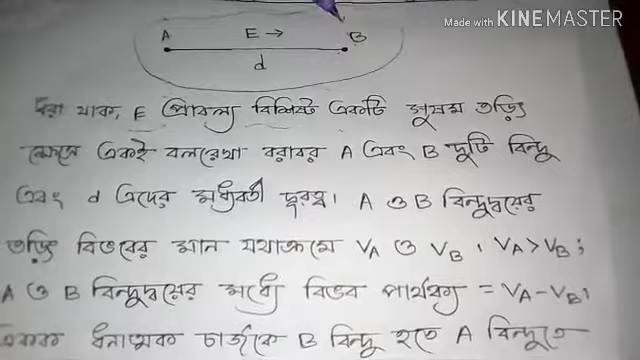 Made with KINEMASTER
A E → B
d
ধরা যাক, E প্রাবল্য বিশিষ্ট একটি সুষম তড়িৎ
ক্ষেত্রে একই বলরেখা বরাবর A এবং B দুটি বিন্দু
এবং d এদের মধ্যবর্তী দূরত্ব। A ও B বিন্দুদ্বয়ের
তড়িৎ বিভবের মান যথাক্রমে VA ও VB, VA > VB;
A ও B বিন্দুদ্বয়ের মধ্যে বিভব পার্থক্য = VA - VB,
একক ধনাত্মক চার্জকে B বিন্দু হতে A বিন্দুতে